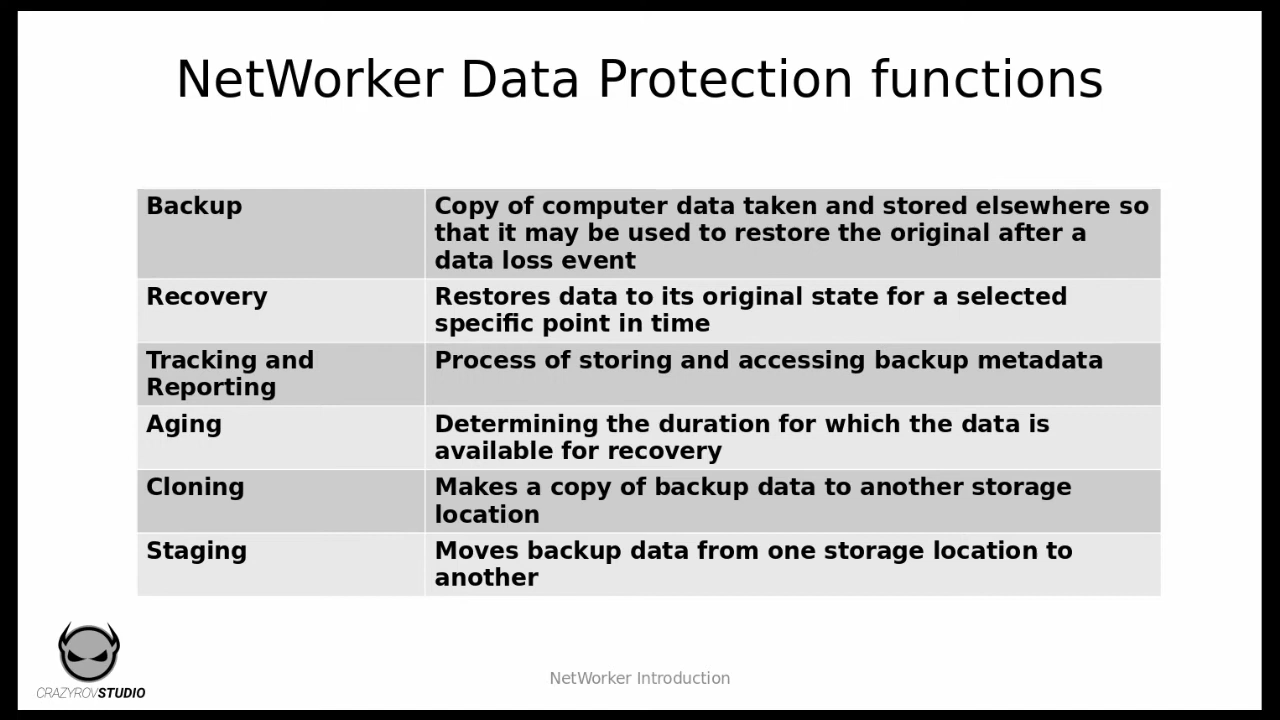 NetWorker Data Protection functions
Backup
Copy of computer data taken and stored elsewhere so
that it may be used to restore the original after a
data loss event
Recovery
Restores data to its original state for a selected
specific point in time
Tracking and
Reporting
Process of storing and accessing backup metadata
Aging
Determining the duration for which the data is
available for recovery
Cloning
Makes a copy of backup data to another storage
location
Staging
Moves backup data from one storage location to
another
CRAZYROVSTUDIO
NetWorker Introduction